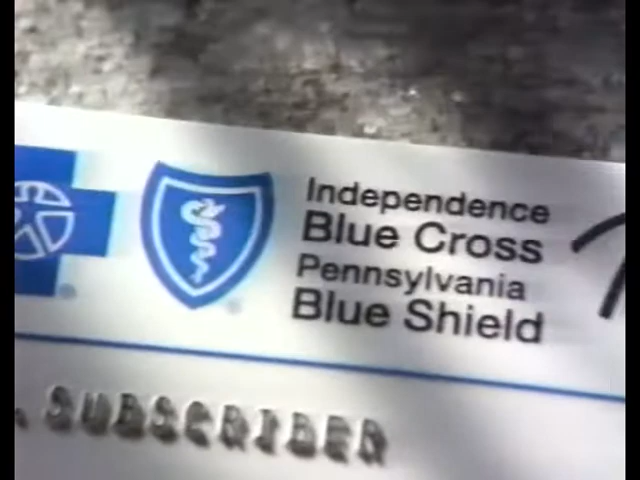 Independence
Blue Cross
Pennsylvania
Blue Shield
SUBSCRIBER